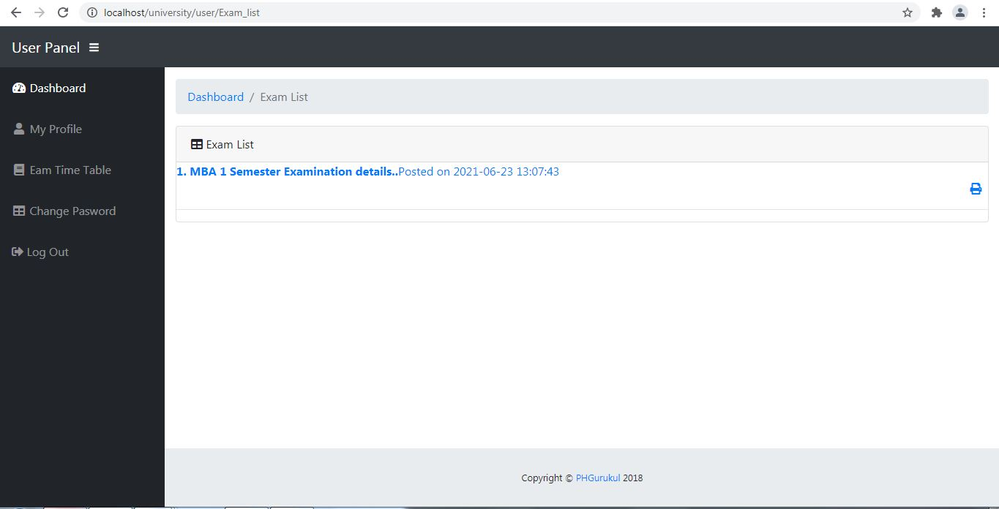 localhost/university/user/Exam_list
User Panel
Dashboard
My Profile
Eam Time Table
Change Pasword
Log Out
Dashboard / Exam List
Exam List
1. MBA 1 Semester Examination details..Posted on 2021-06-23 13:07:43
Copyright © PHGurukul 2018